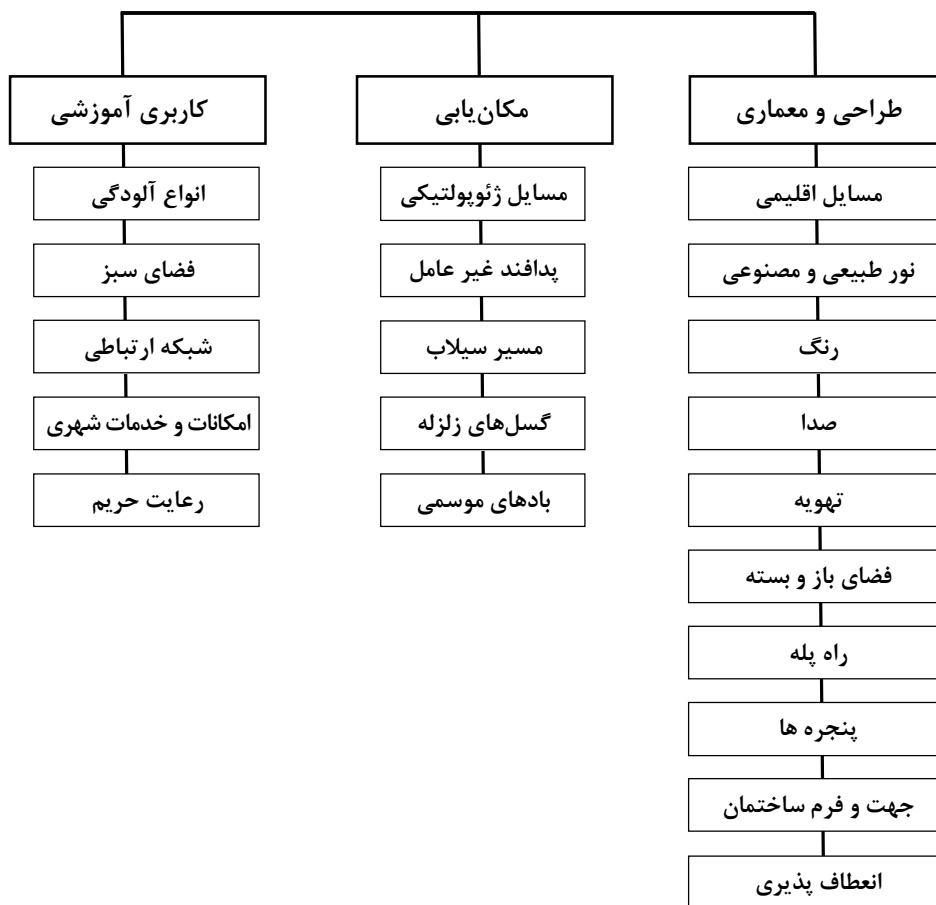 طراحی و معماری
مسایل اقلیمی
نور طبیعی و مصنوعی
رنگ
صدا
تهویه
فضای باز و بسته
راه پله
پنجره ها
جهت و فرم ساختمان
انعطاف پذیری
مکان‌یابی
مسایل ژئوپولتیکی
پدافند غیر عامل
مسیر سیلاب
گسل‌های زلزله
بادهای موسمی
کاربری آموزشی
انواع آلودگی
فضای سبز
شبکه ارتباطی
امکانات و خدمات شهری
رعایت حریم